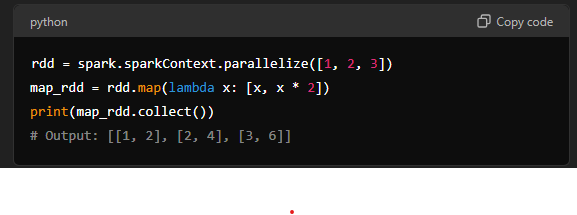 python
Copy code
rdd = spark.sparkContext.parallelize([1, 2, 3])
map_rdd = rdd.map(lambda x: [x, x * 2])
print(map_rdd.collect())
# Output: [[1, 2], [2, 4], [3, 6]]